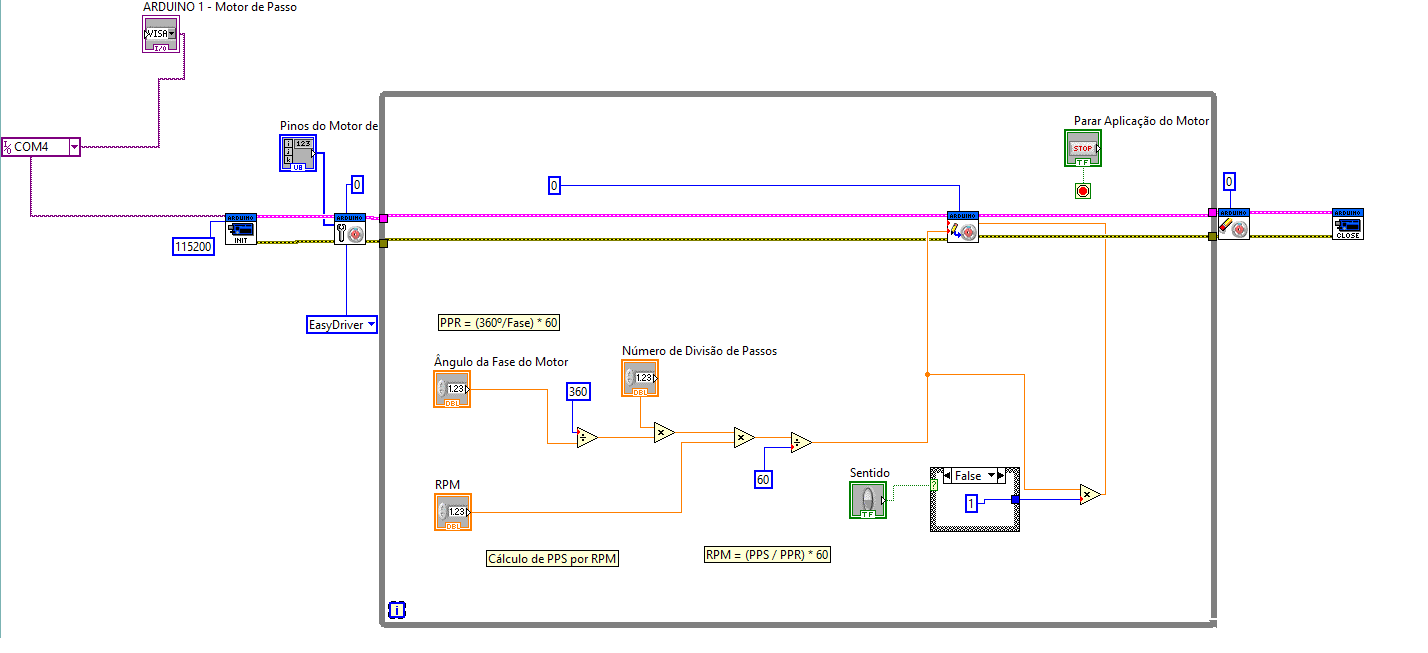 ARDUINO 1 - Motor de Passo
VISA
I/O
COM4
Pinos do Motor de
123
U8
0
ARDUINO
INIT
115200
ARDUINO
EasyDriver
0
ARDUINO
Parar Aplicação do Motor
STOP
TF
0
ARDUINO
ARDUINO
CLOSE
PPR = (360º/Fase) * 60
Ângulo da Fase do Motor
1.23
DBL
360
Número de Divisão de Passos
1.23
DBL
÷
×
×
÷
60
RPM
1.23
DBL
Sentido
TF
?
False
1
×
Cálculo de PPS por RPM
RPM = (PPS / PPR) * 60
i